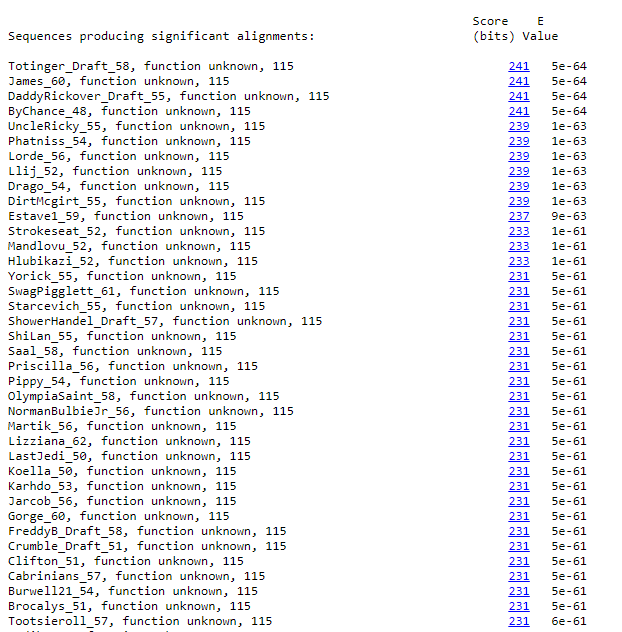 Score E
Sequences producing significant alignments: (bits) Value
Totinger_Draft_58, function unknown, 115 241 5e-64
James_60, function unknown, 115 241 5e-64
DaddyRickover_Draft_55, function unknown, 115 241 5e-64
ByChance_48, function unknown, 115 241 5e-64
UncleRicky_55, function unknown, 115 239 1e-63
Phatniss_54, function unknown, 115 239 1e-63
Lorde_56, function unknown, 115 239 1e-63
Llij_52, function unknown, 115 239 1e-63
Drago_54, function unknown, 115 239 1e-63
DirtMcgirt_55, function unknown, 115 239 1e-63
Estave1_59, function unknown, 115 237 9e-63
Strokeseat_52, function unknown, 115 233 1e-61
Mandlovu_52, function unknown, 115 233 1e-61
Hlubikazi_52, function unknown, 115 233 1e-61
Yorick_55, function unknown, 115 231 5e-61
SwagPigglett_61, function unknown, 115 231 5e-61
Starcevich_55, function unknown, 115 231 5e-61
ShowerHandel_Draft_57, function unknown, 115 231 5e-61
ShiLan_55, function unknown, 115 231 5e-61
Saal_58, function unknown, 115 231 5e-61
Priscilla_56, function unknown, 115 231 5e-61
Pippy_54, function unknown, 115 231 5e-61
OlympiaSaint_58, function unknown, 115 231 5e-61
NormanBulbieJr_56, function unknown, 115 231 5e-61
Martik_56, function unknown, 115 231 5e-61
Lizziana_62, function unknown, 115 231 5e-61
LastJedi_50, function unknown, 115 231 5e-61
Koella_50, function unknown, 115 231 5e-61
Karhdo_53, function unknown, 115 231 5e-61
Jarcob_56, function unknown, 115 231 5e-61
Gorge_60, function unknown, 115 231 5e-61
FreddyB_Draft_58, function unknown, 115 231 5e-61
Crumble_Draft_51, function unknown, 115 231 5e-61
Clifton_51, function unknown, 115 231 5e-61
Cabrinians_57, function unknown, 115 231 5e-61
Burwell21_54, function unknown, 115 231 5e-61
Brocalys_51, function unknown, 115 231 5e-61
Tootsieroll_57, function unknown, 115 231 6e-61